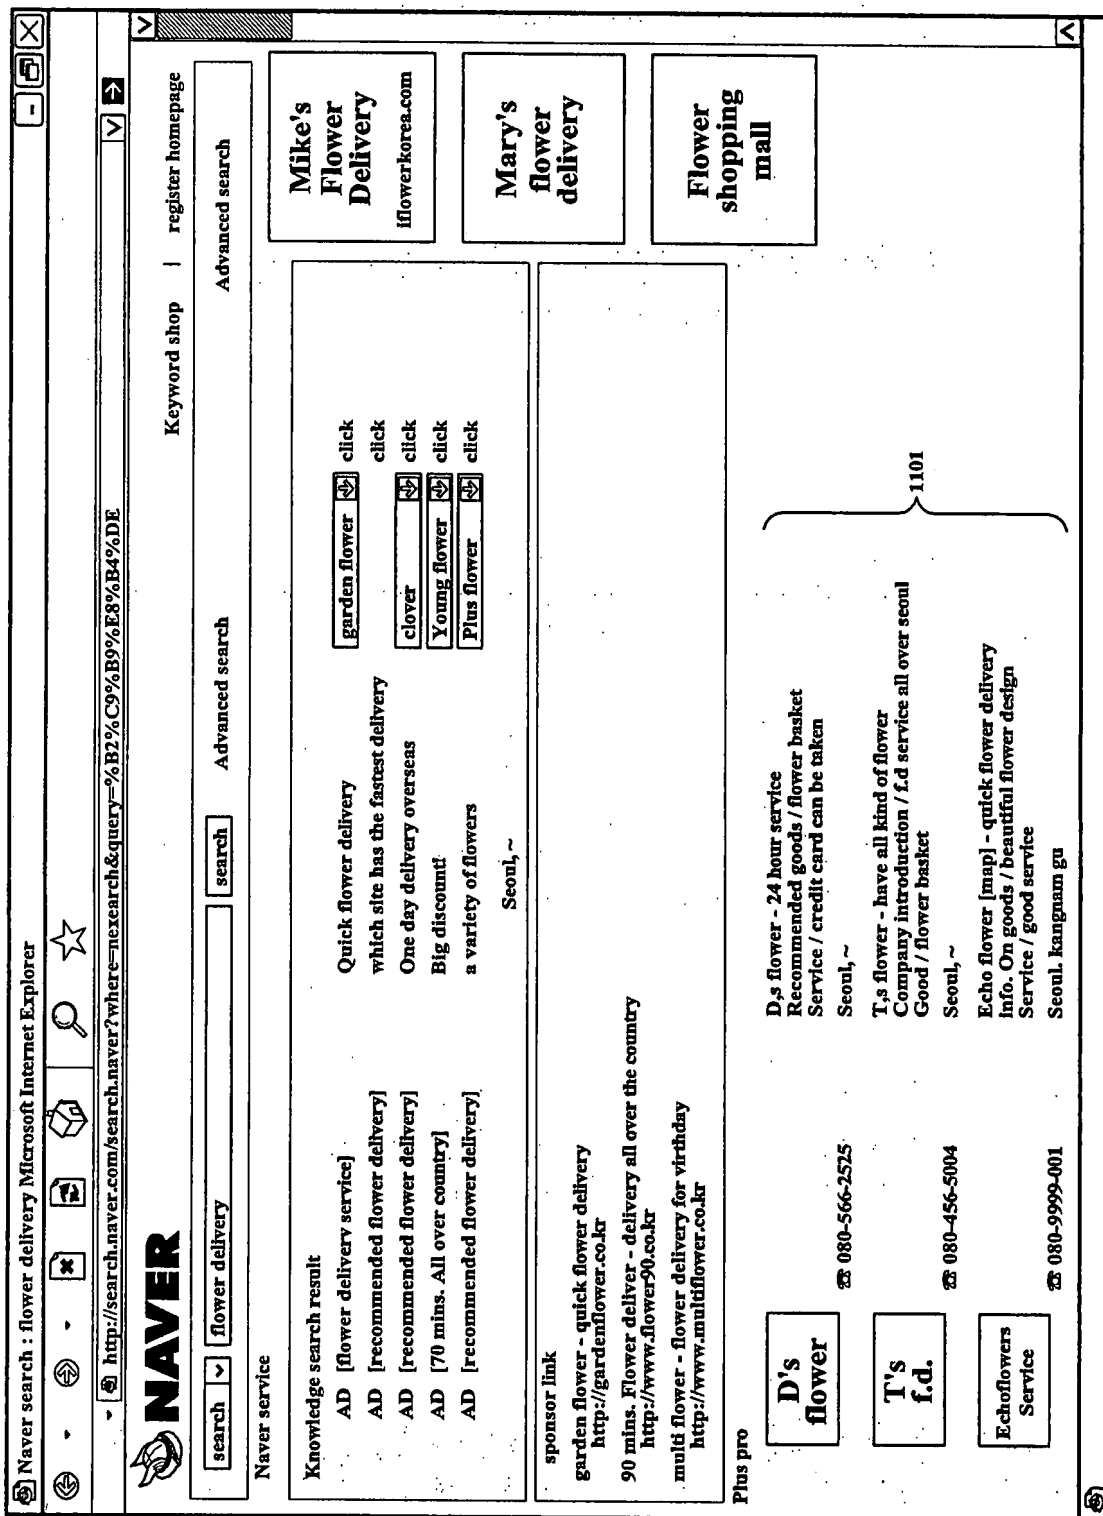 Naver search : flower delivery Microsoft Internet Explorer
http://search.naver.com/search.naver?where=nexearch&query=%B2%C9%B9%E8%B4%DE
NAVER
Keyword shop | register homepage
search flower delivery search Advanced search Advanced search
Naver service
Knowledge search result
AD [flower delivery service] Quick flower delivery garden flower click
AD [recommended flower delivery] which site has the fastest delivery click
AD [recommended flower delivery] One day delivery overseas clover click
AD [70 mins. All over country] Big discount! Young flower click
AD [recommended flower delivery] a variety of flowers Plus flower click
Seoul, ~
Mike's
Flower
Delivery
iflowerkorea.com
Mary's
flower
delivery
Flower
shopping
mall
sponsor link
garden flower - quick flower delivery
http://gardenflower.co.kr
90 mins. Flower deliver - delivery all over the country
http://www.flower90.co.kr
multi flower - flower delivery for virthday
http://www.multiflower.co.kr
Plus pro
D's
flower
☎ 080-566-2525
D,s flower - 24 hour service
Recommended goods / flower basket
Service / credit card can be taken
Seoul, ~
T's
f.d.
☎ 080-456-5004
T,s flower - have all kind of flower
Company introduction / f.d service all over seoul
Good / flower basket
Seoul, ~
Echoflowers
Service
☎ 080-9999-001
Echo flower [map] - quick flower delivery
info. On goods / beautiful flower design
Service / good service
Seoul. kangnam gu
1101